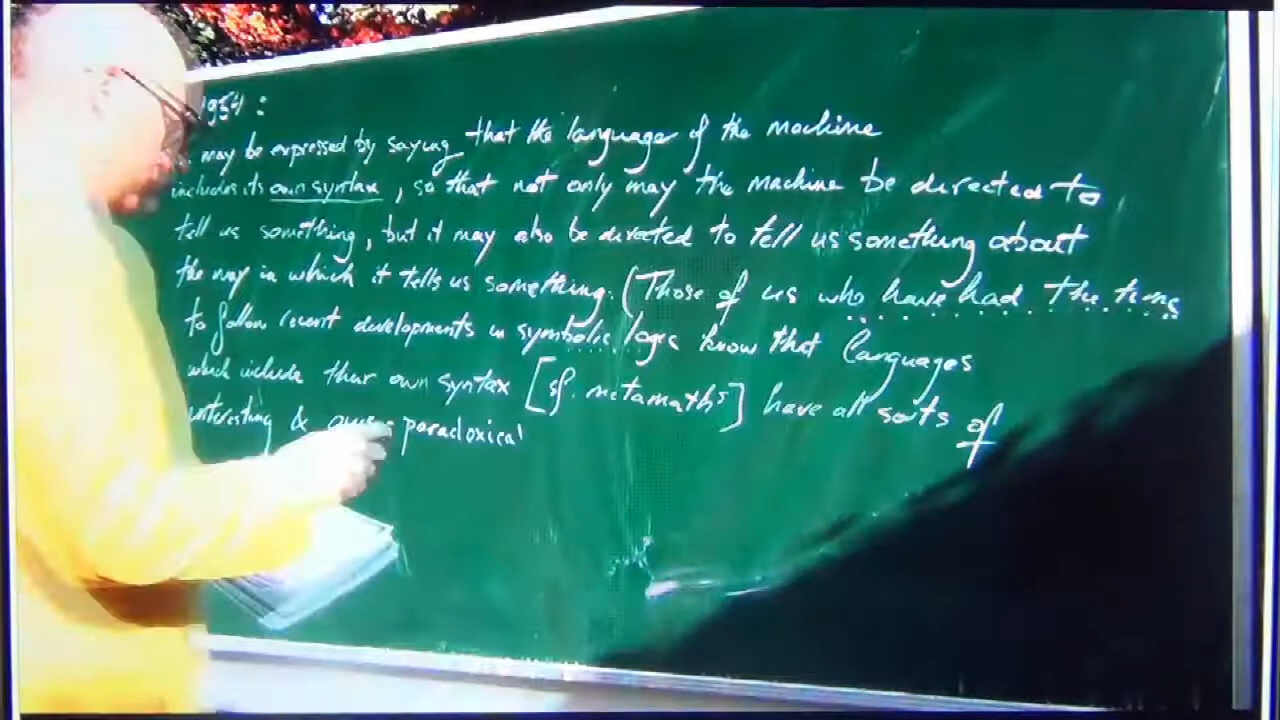 1954 :
... may be expressed by saying that the language of the machine
includes its own syntax , so that not only may the machine be directed to
tell us something, but it may also be directed to tell us something about
the way in which it tells us something. (Those of us who have had the time
to follow recent developments in symbolic logic know that languages
which include their own syntax [cf. metamaths] have all sorts of
interesting & paradoxical